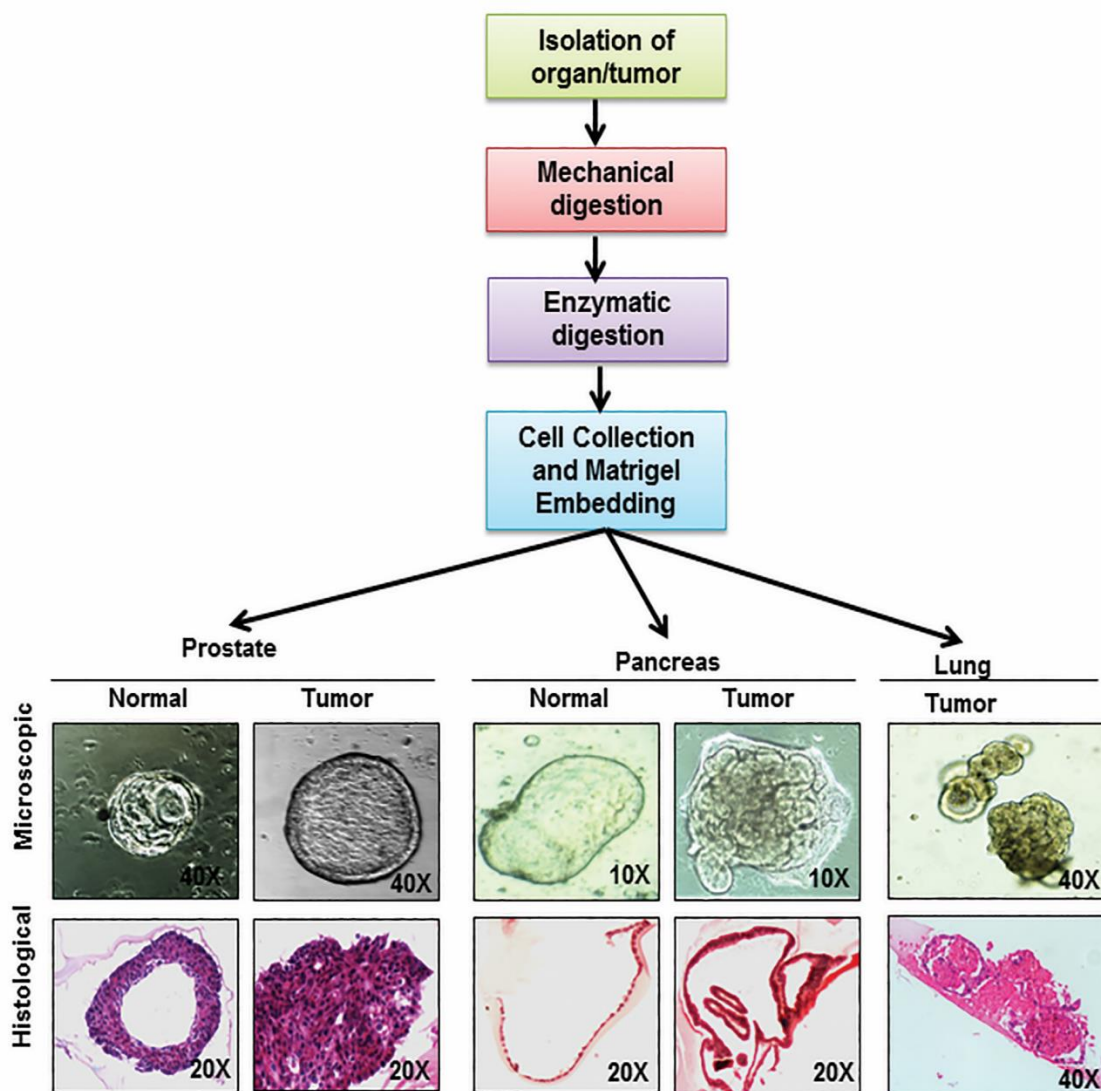 Isolation of
organ/tumor
Mechanical
digestion
Enzymatic
digestion
Cell Collection
and Matrigel
Embedding
Prostate
Pancreas
Lung
Normal
Tumor
Normal
Tumor
Tumor
Microscopic
40X
40X
10X
10X
40X
Histological
20X
20X
20X
20X
40X